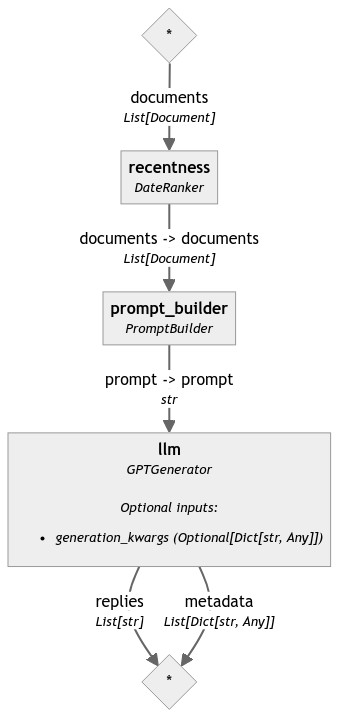 *
documents
List[Document]
recentness
DateRanker
documents -> documents
List[Document]
prompt_builder
PromptBuilder
prompt -> prompt
str
llm
GPTGenerator
Optional inputs:
• generation_kwargs (Optional[Dict[str, Any]])
replies
List[str]
metadata
List[Dict[str, Any]]
*